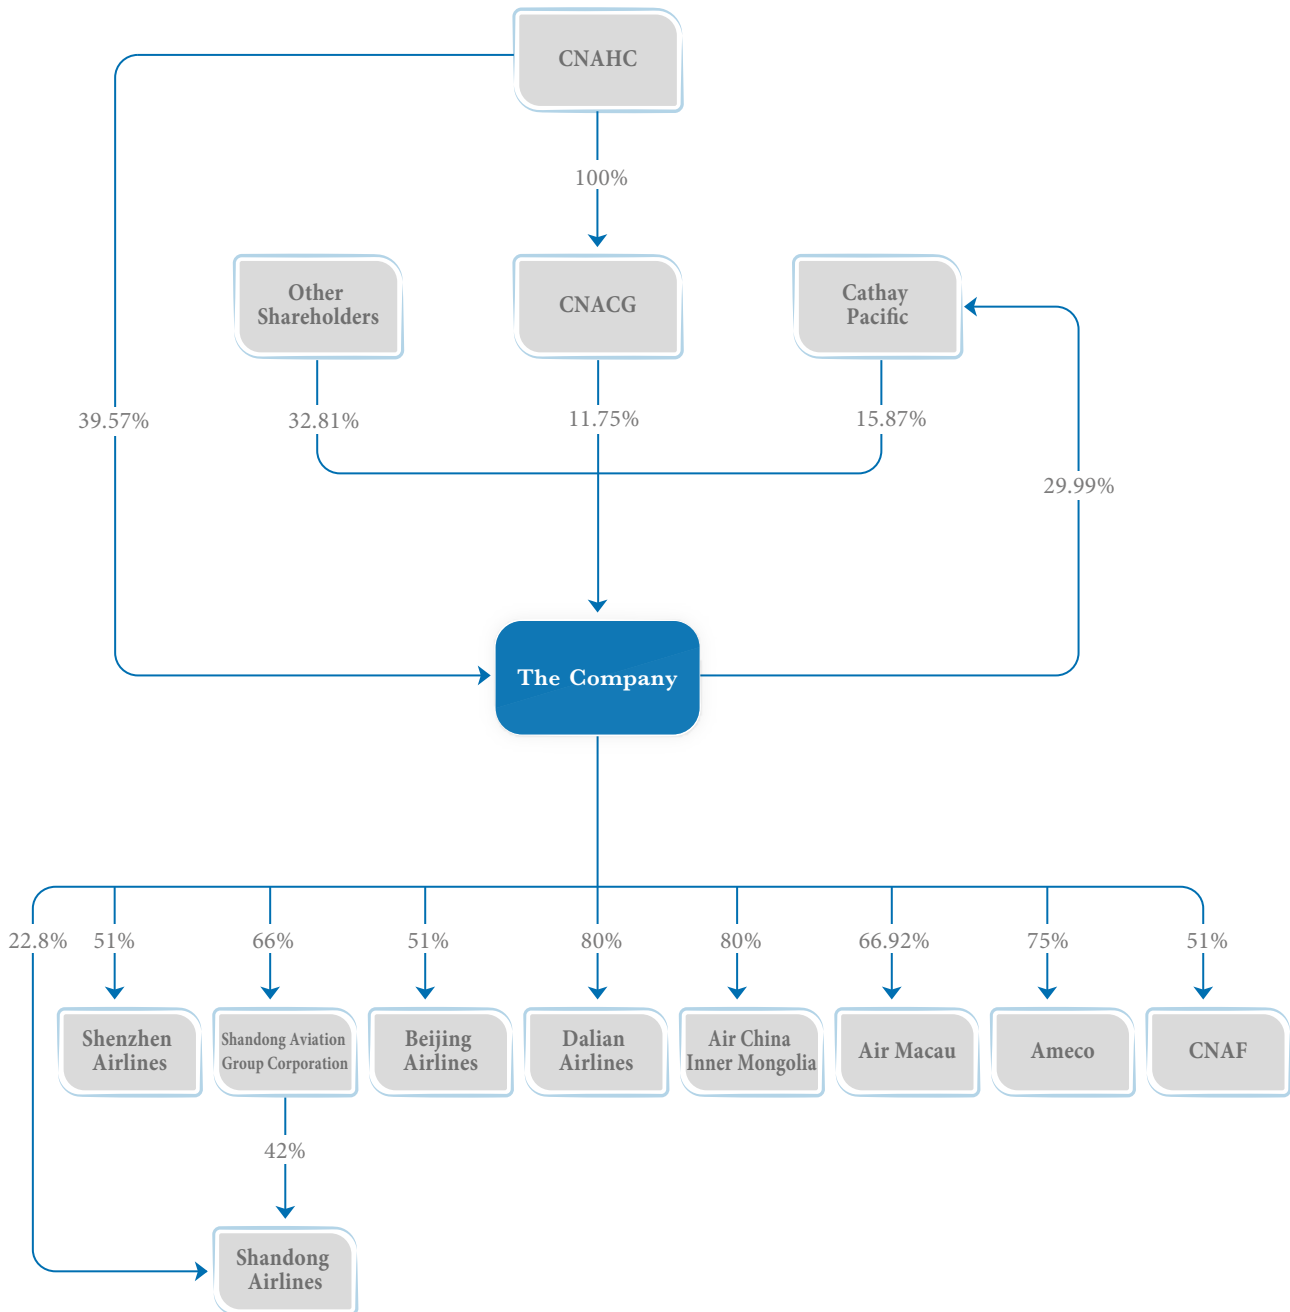 CNAHC
100%
Other
Shareholders
CNACG
Cathay
Pacific
39.57%
32.81%
11.75%
15.87%
29.99%
The Company
22.8%
51%
66%
51%
80%
80%
66.92%
75%
51%
Shenzhen
Airlines
Shandong Aviation
Group Corporation
Beijing
Airlines
Dalian
Airlines
Air China
Inner Mongolia
Air Macau
Ameco
CNAF
42%
Shandong
Airlines